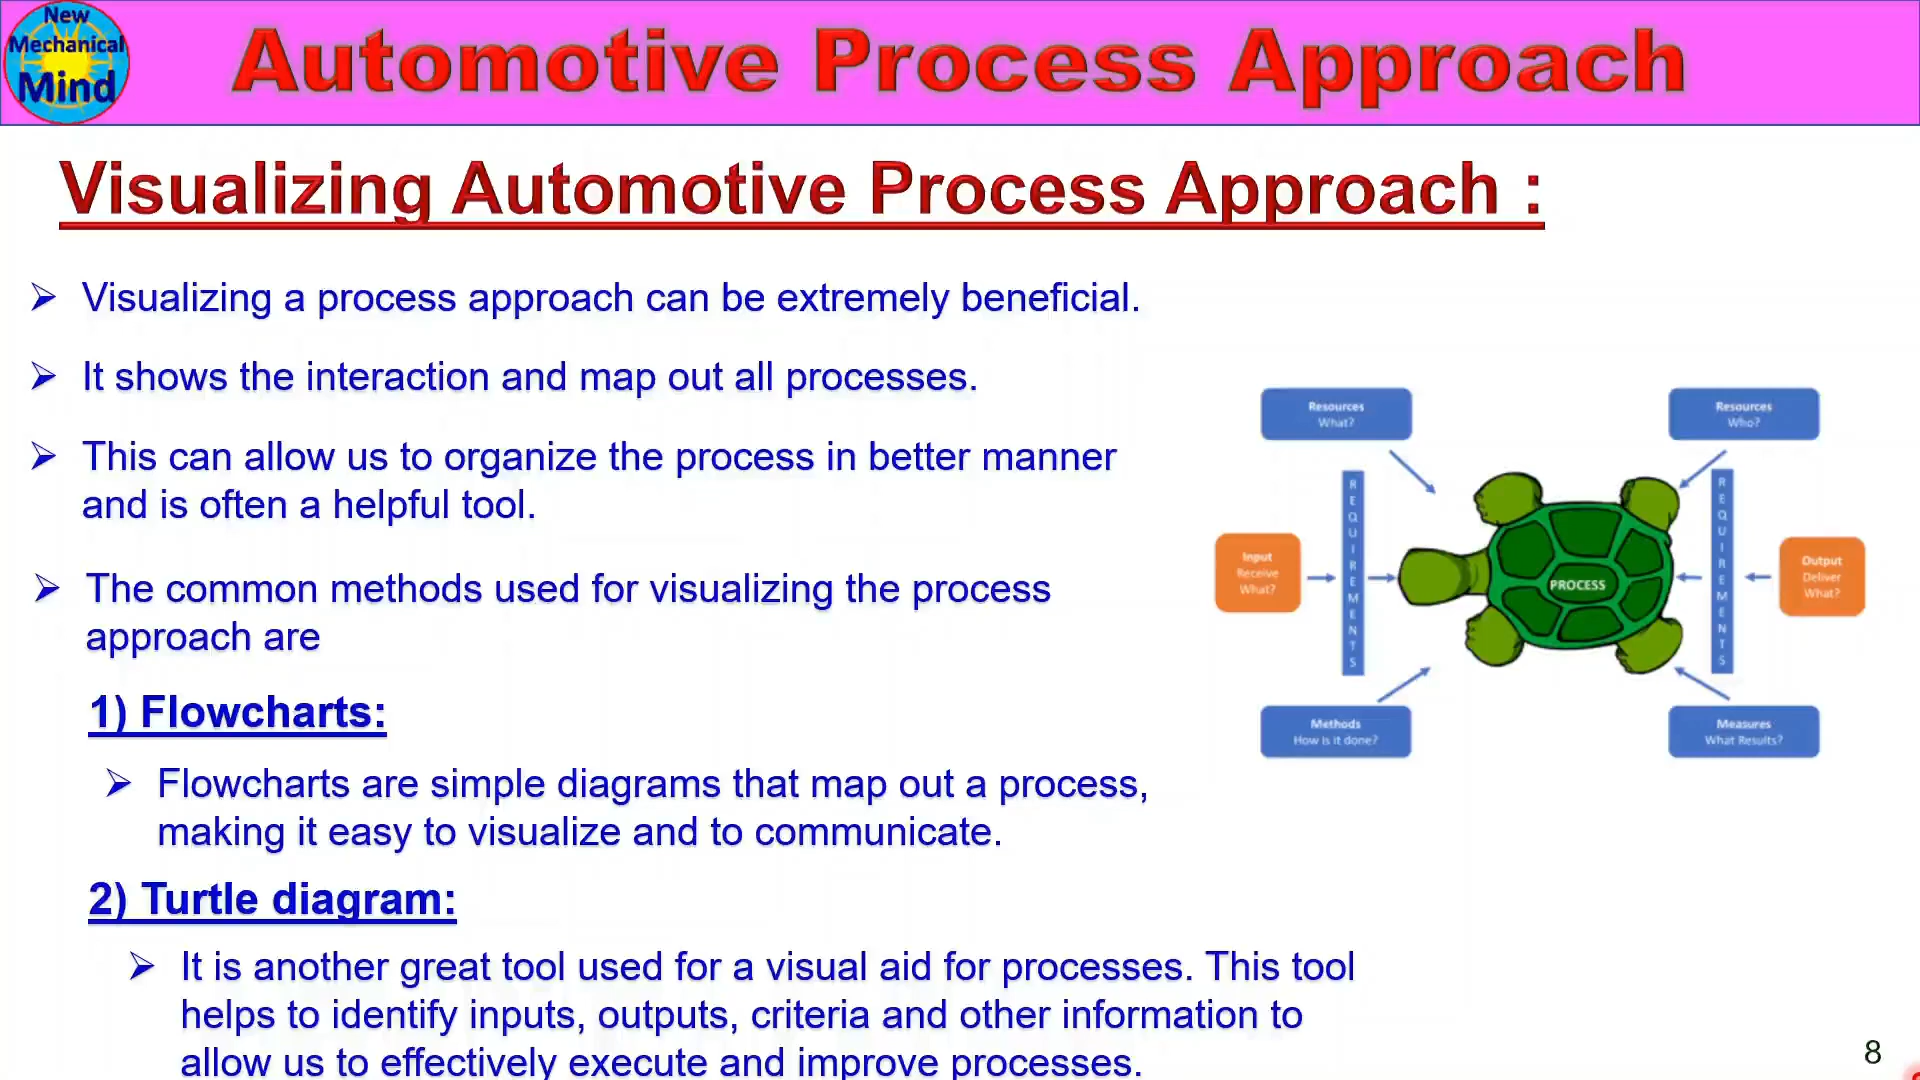 New
Mechanical
Mind
Automotive Process Approach
Visualizing Automotive Process Approach :
➢ Visualizing a process approach can be extremely beneficial.
➢ It shows the interaction and map out all processes.
➢ This can allow us to organize the process in better manner
and is often a helpful tool.
➢ The common methods used for visualizing the process
approach are
1) Flowcharts:
➢ Flowcharts are simple diagrams that map out a process,
making it easy to visualize and to communicate.
2) Turtle diagram:
➢ It is another great tool used for a visual aid for processes. This tool
helps to identify inputs, outputs, criteria and other information to
allow us to effectively execute and improve processes.
Resources
What?
Resources
Who?
Input
Receive
What?
REQUIREMENTS
PROCESS
REQUIREMENTS
Output
Deliver
What?
Methods
How is it done?
Measures
What Results?
8